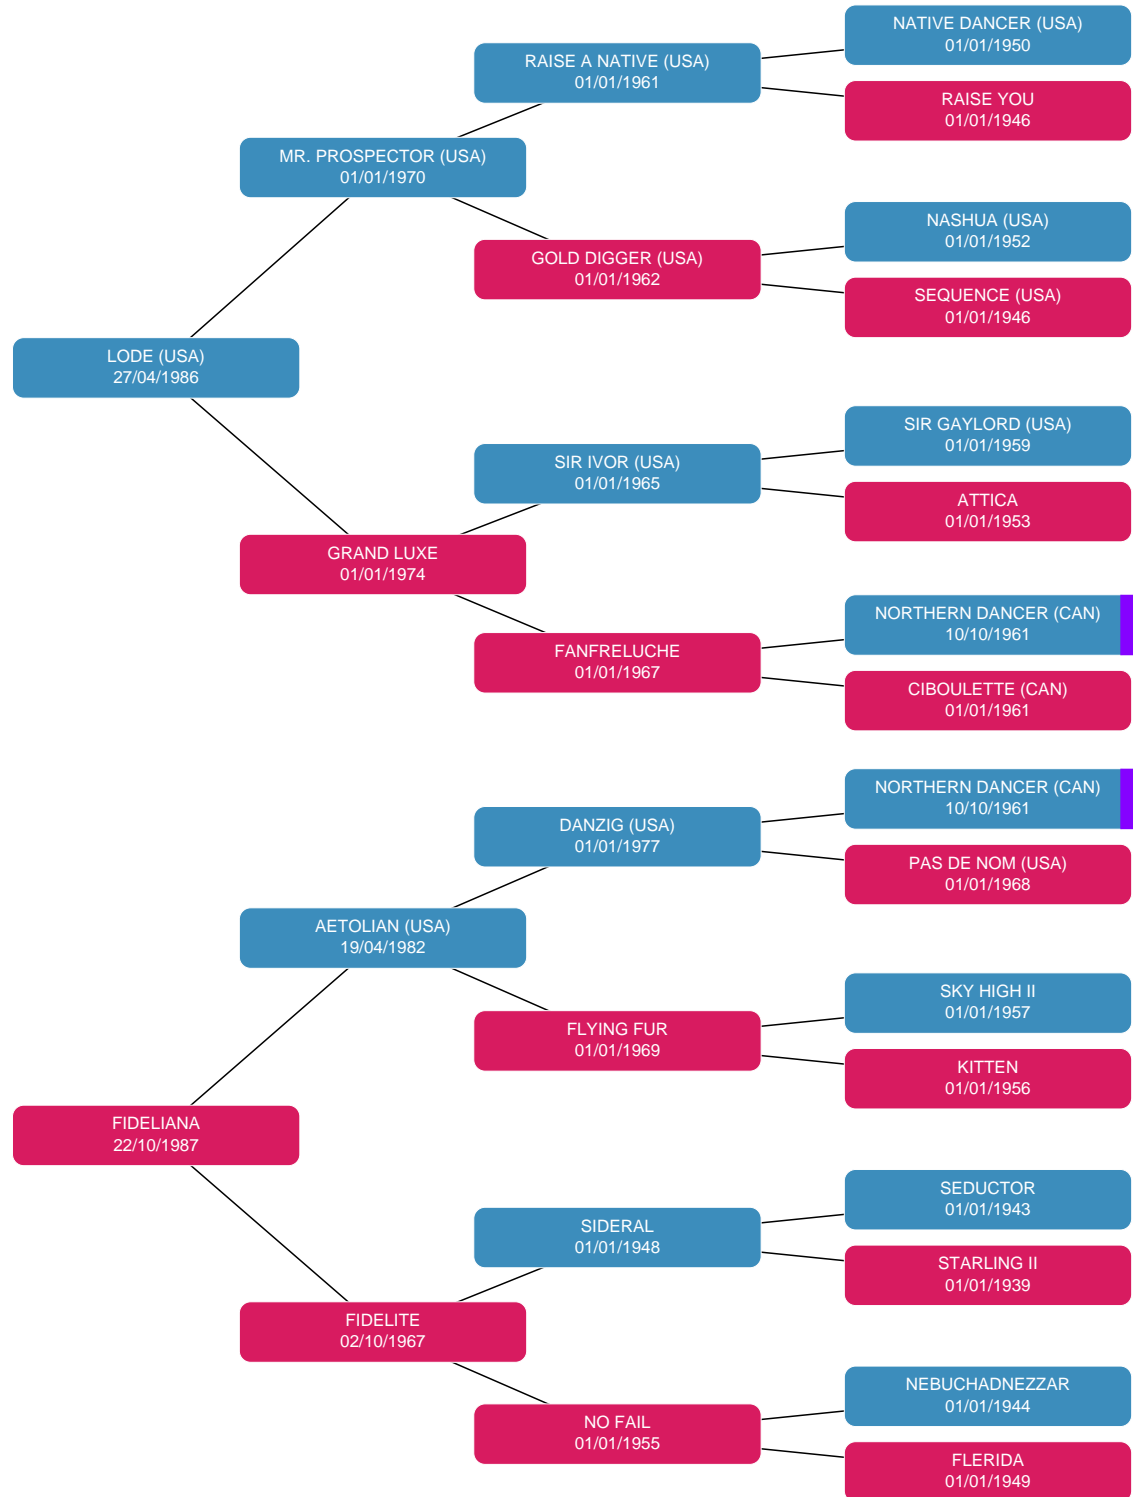 NATIVE DANCER (USA)
01/01/1950
RAISE A NATIVE (USA)
01/01/1961
RAISE YOU
01/01/1946
MR. PROSPECTOR (USA)
01/01/1970
NASHUA (USA)
01/01/1952
GOLD DIGGER (USA)
01/01/1962
SEQUENCE (USA)
01/01/1946
LODE (USA)
27/04/1986
SIR GAYLORD (USA)
01/01/1959
SIR IVOR (USA)
01/01/1965
ATTICA
01/01/1953
GRAND LUXE
01/01/1974
NORTHERN DANCER (CAN)
10/10/1961
FANFRELUCHE
01/01/1967
CIBOULETTE (CAN)
01/01/1961
NORTHERN DANCER (CAN)
10/10/1961
DANZIG (USA)
01/01/1977
PAS DE NOM (USA)
01/01/1968
AETOLIAN (USA)
19/04/1982
SKY HIGH II
01/01/1957
FLYING FUR
01/01/1969
KITTEN
01/01/1956
FIDELIANA
22/10/1987
SEDUCTOR
01/01/1943
SIDERAL
01/01/1948
STARLING II
01/01/1939
FIDELITE
02/10/1967
NEBUCHADNEZZAR
01/01/1944
NO FAIL
01/01/1955
FLERIDA
01/01/1949